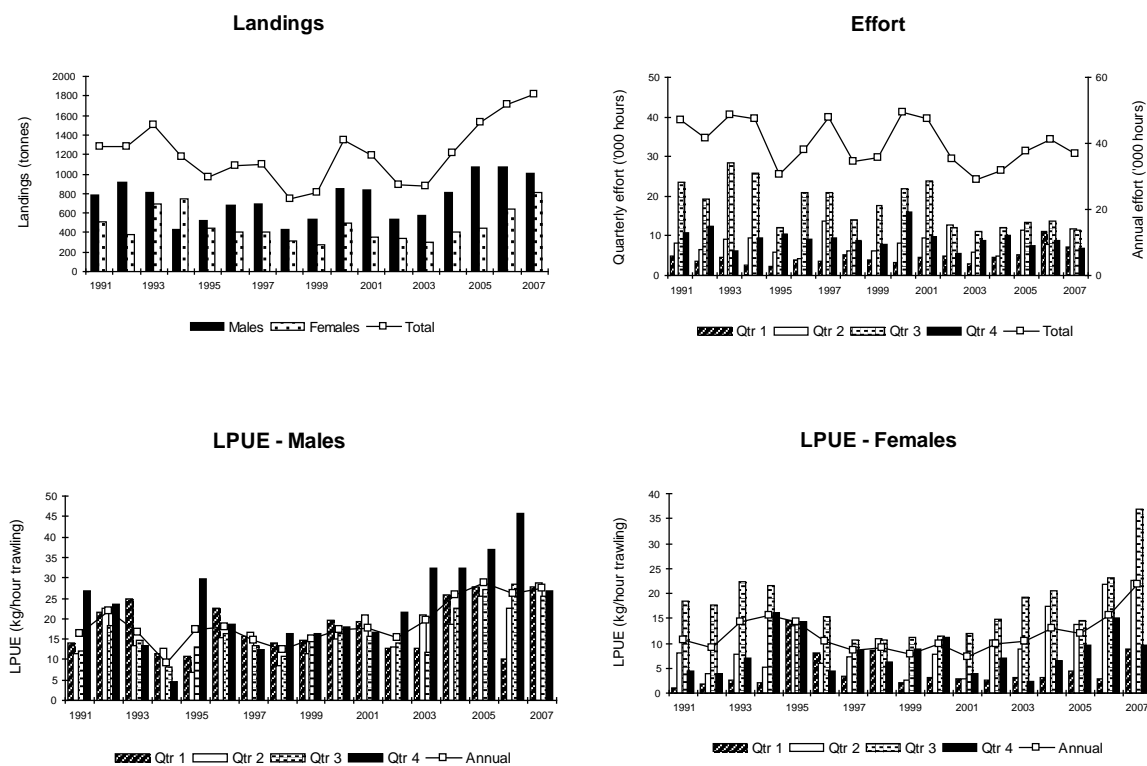 Landings
Landings (tonnes)
2000
1800
1600
1400
1200
1000
800
600
400
200
0
1991 1993 1995 1997 1999 2001 2003 2005 2007
Males Females Total
Effort
Quarterly effort ('000 hours)
50
40
30
20
10
0
Annual effort ('000 hours)
60
40
20
0
1991 1993 1995 1997 1999 2001 2003 2005 2007
Qtr 1 Qtr 2 Qtr 3 Qtr 4 Total
LPUE - Males
LPUE (kg/hour trawling)
50
45
40
35
30
25
20
15
10
5
0
1991 1993 1995 1997 1999 2001 2003 2005 2007
Qtr 1 Qtr 2 Qtr 3 Qtr 4 Annual
LPUE - Females
LPUE (kg/hour trawling)
40
35
30
25
20
15
10
5
0
1991 1993 1995 1997 1999 2001 2003 2005 2007
Qtr 1 Qtr 2 Qtr 3 Qtr 4 Annual